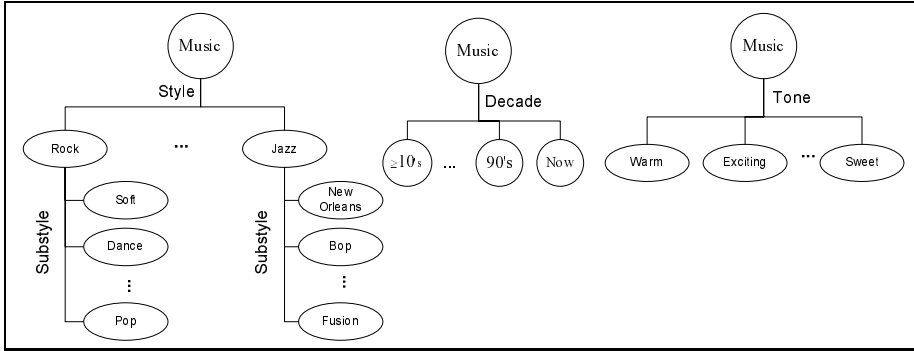 Music
Style
Rock
...
Jazz
Substyle
Soft
Dance
...
Pop
Substyle
New
Orleans
Bop
...
Fusion
Music
Decade
≥10's
...
90's
Now
Music
Tone
Warm
Exciting
...
Sweet